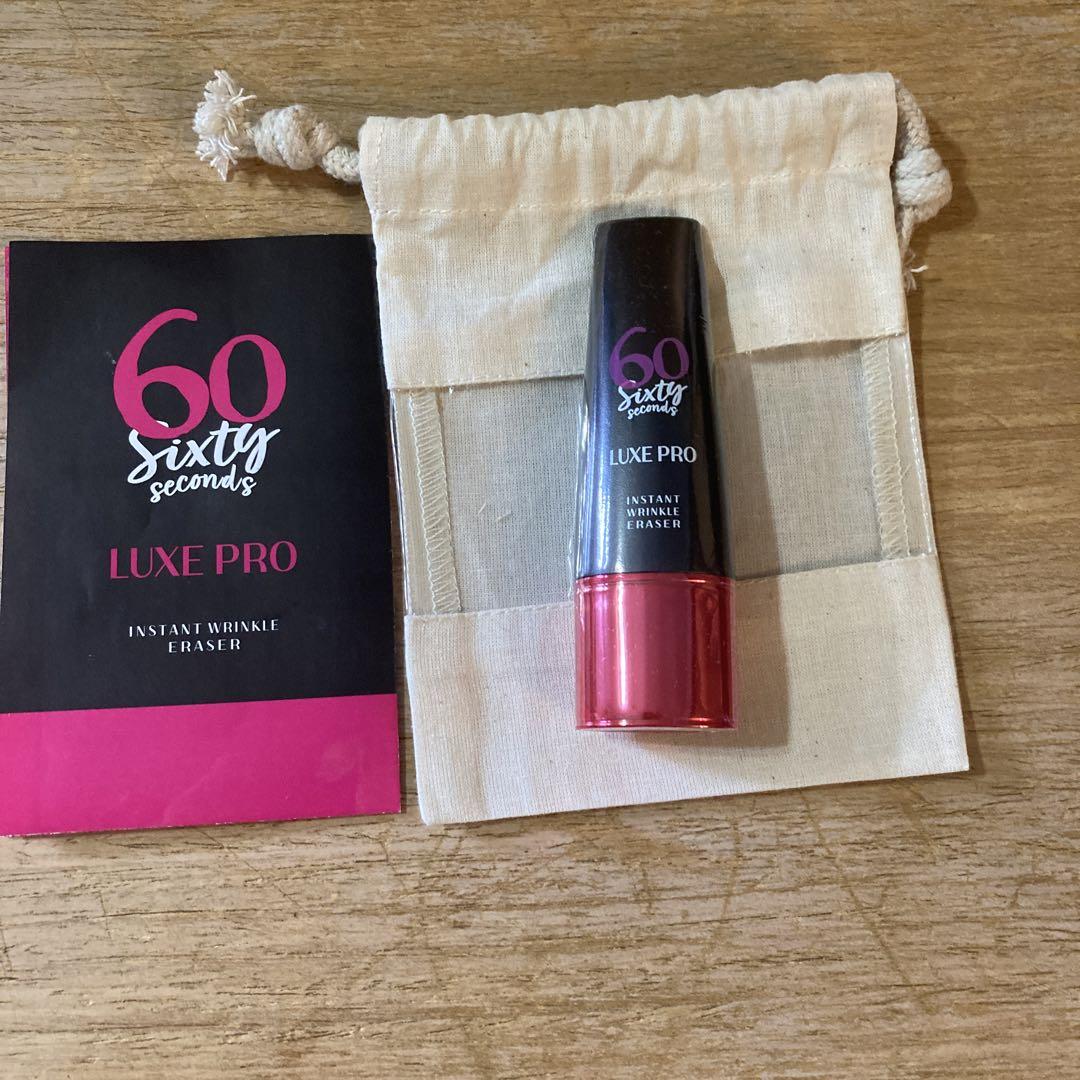 60
Sixty
seconds
LUXE PRO
INSTANT WRINKLE
ERASER
60
Sixty
seconds
LUXE PRO
INSTANT
WRINKLE
ERASER